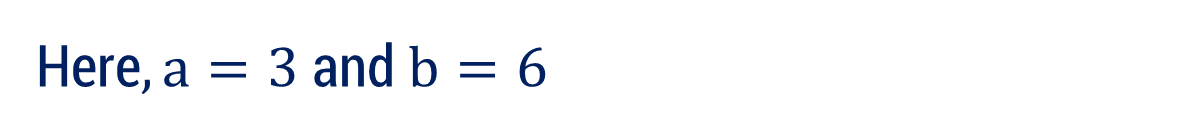 Here, a = 3 and b = 6